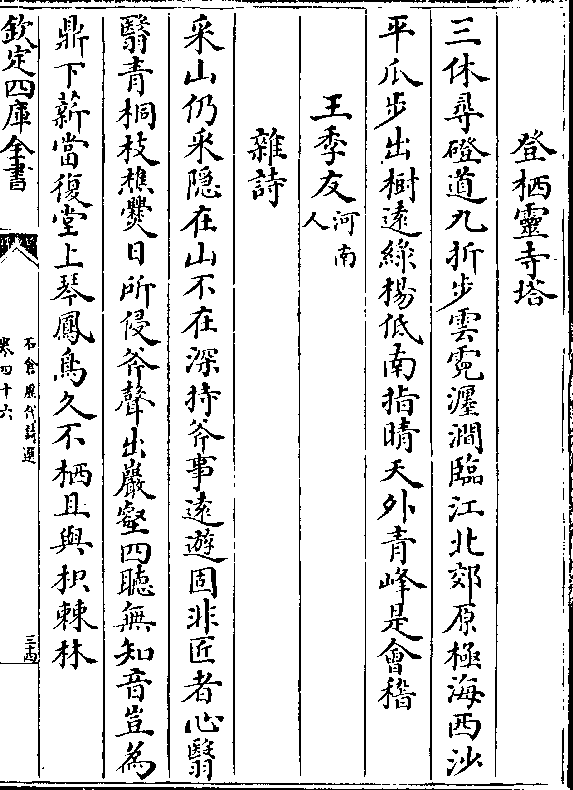 登栖靈寺塔
三休尋磴道九折步雲霓瀍澗臨江北郊原極海西沙
平瓜步出樹遠綠楊低南指晴天外青峰是會稽
王季友河南人
雜詩
采山仍采隠在山不在深持斧事遠遊固非匠者心翳
翳青桐枝樵爨日所侵斧聲出巖壑四聽無知音豈為
鼎下薪當復堂上琴鳳鳥久不栖且與枳棘林
欽定四庫全書
石倉歴代詩選
卷四十六
三十四